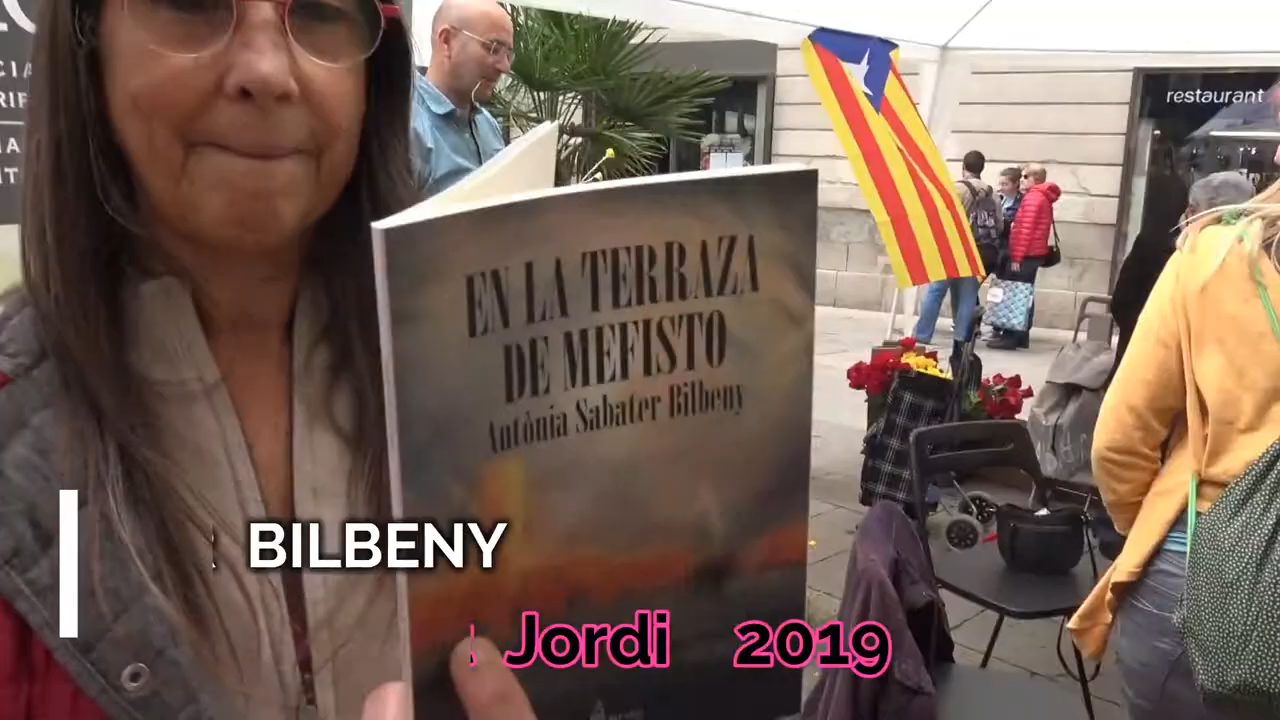 restaurant
EN LA TERRAZA
DE MEFISTO
Antònia Sabater Bilbeny
BILBENY
Jordi 2019